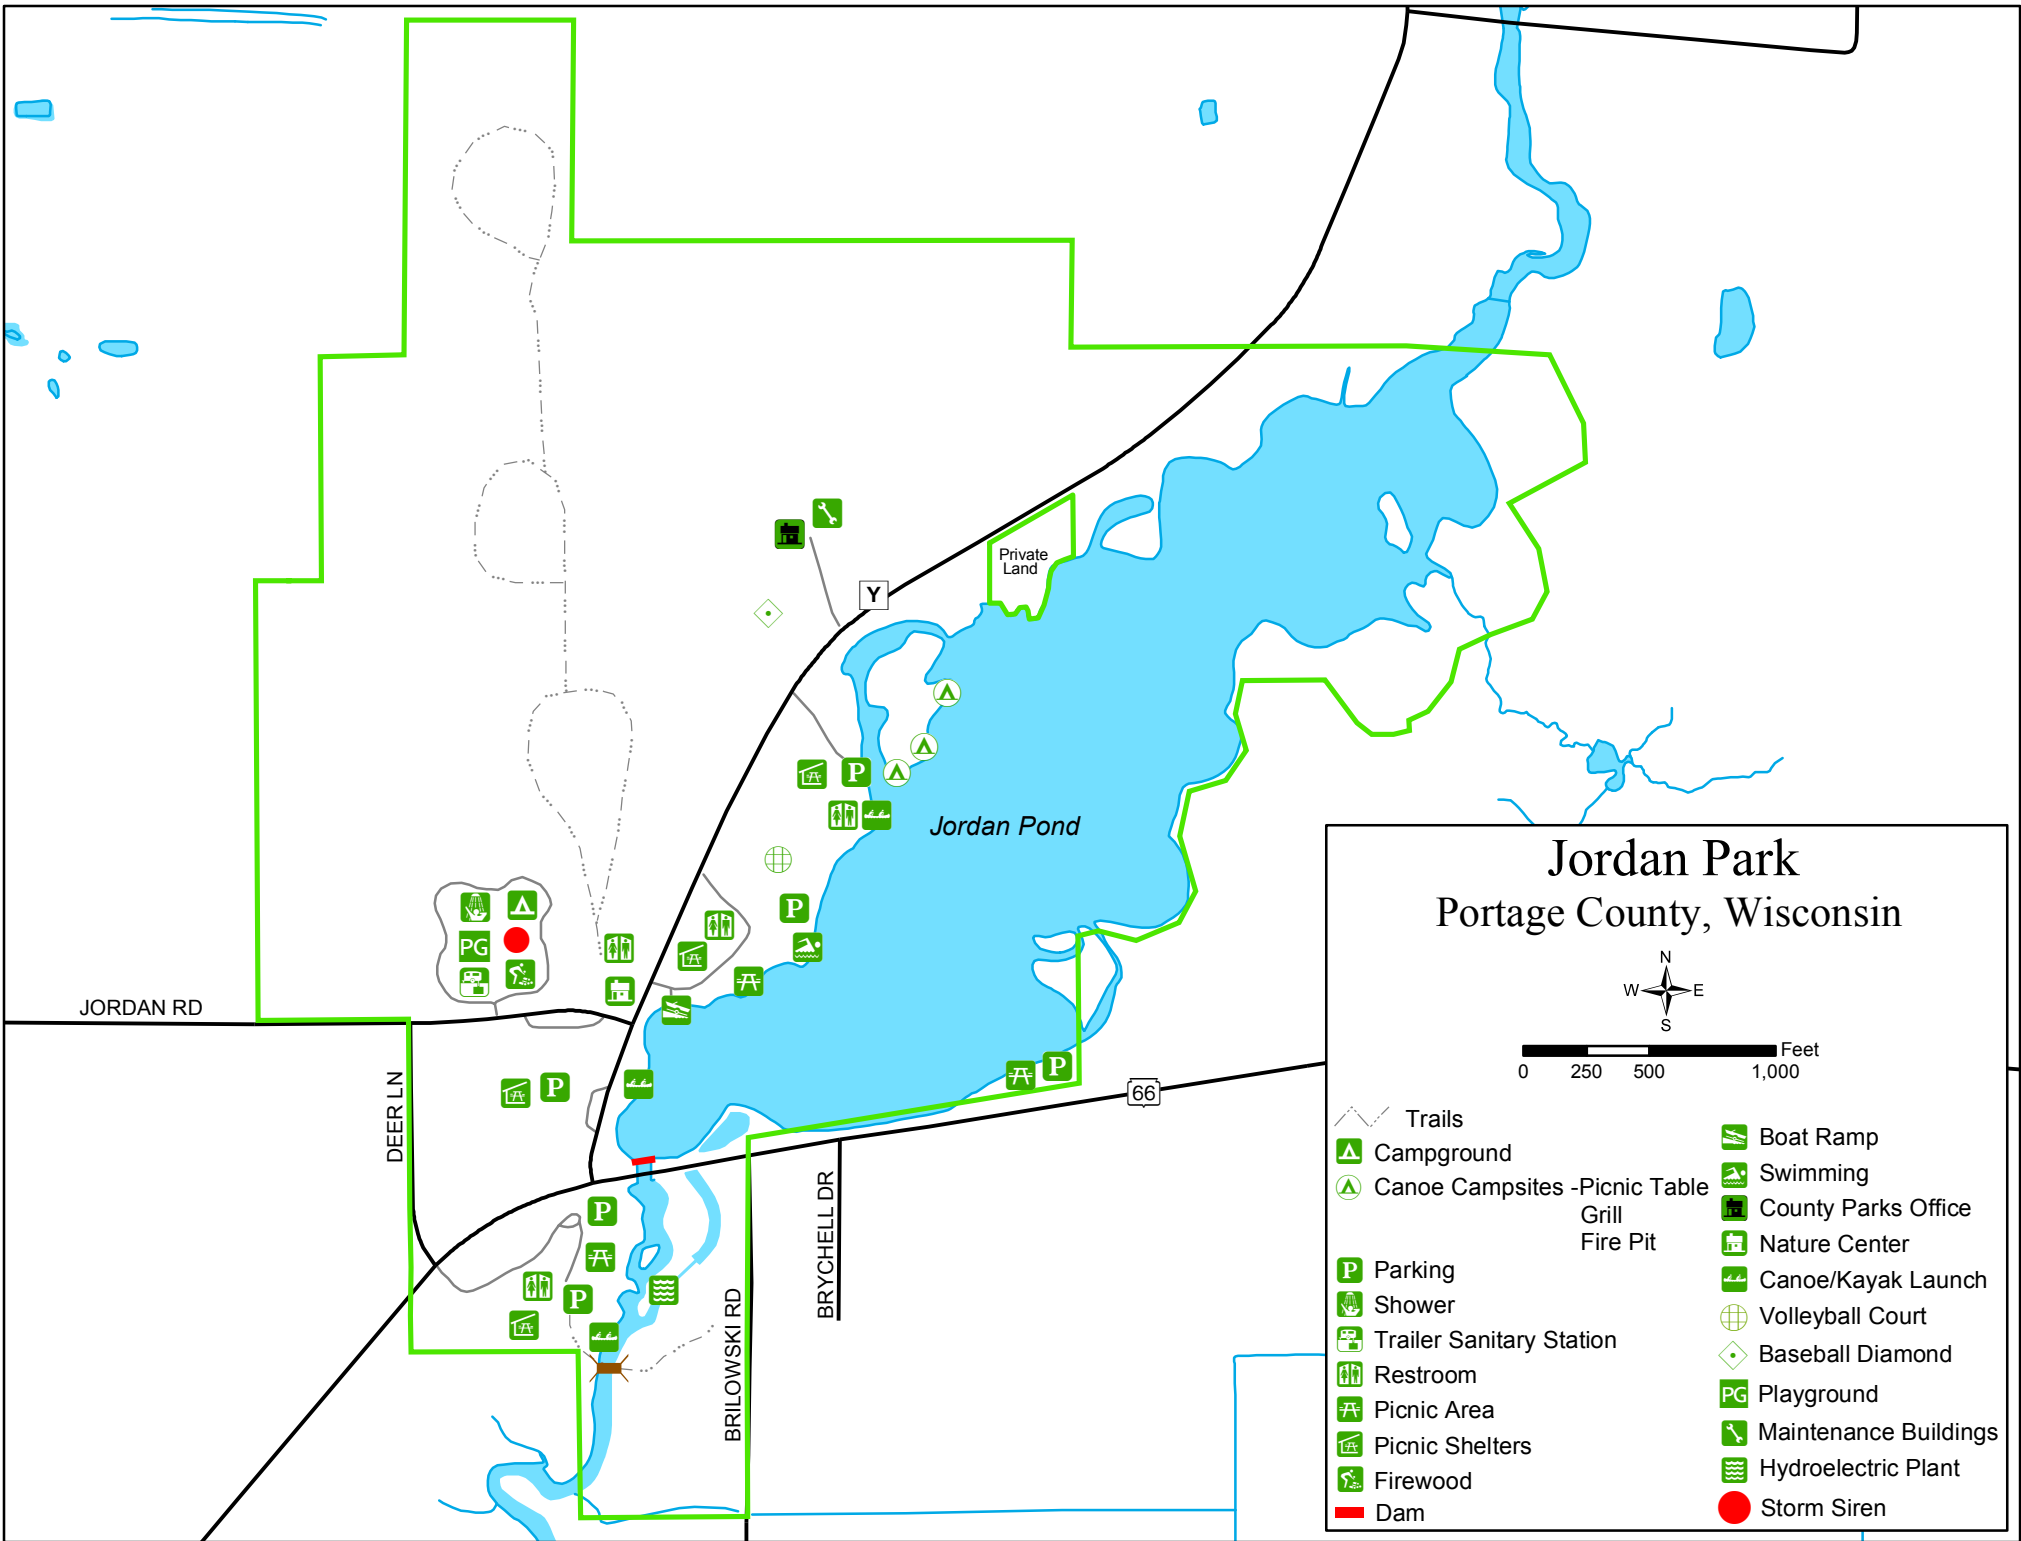 Private
Land
Y
P
Jordan Pond
P
PG
JORDAN RD
P
P
DEER LN
66
P
P
BRYCHELL DR
BRILOWSKI RD
Jordan Park
Portage County, Wisconsin
N
W E
S
Feet
0 250 500 1,000
Trails
Campground
Canoe Campsites -Picnic Table
Grill
Fire Pit
P Parking
Shower
Trailer Sanitary Station
Restroom
Picnic Area
Picnic Shelters
Firewood
Dam
Boat Ramp
Swimming
County Parks Office
Nature Center
Canoe/Kayak Launch
Volleyball Court
Baseball Diamond
PG Playground
Maintenance Buildings
Hydroelectric Plant
Storm Siren